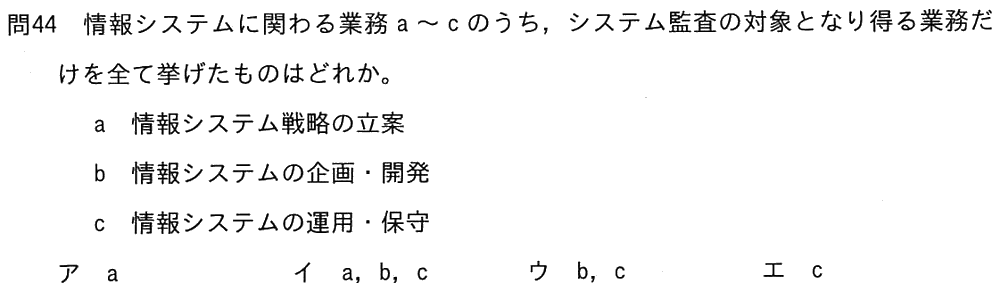 問44 情報システムに関わる業務 a ～ c のうち，システム監査の対象となり得る業務だ
けを全て挙げたものはどれか。
a 情報システム戦略の立案
b 情報システムの企画・開発
c 情報システムの運用・保守
ア a イ a，b，c ウ b，c エ c